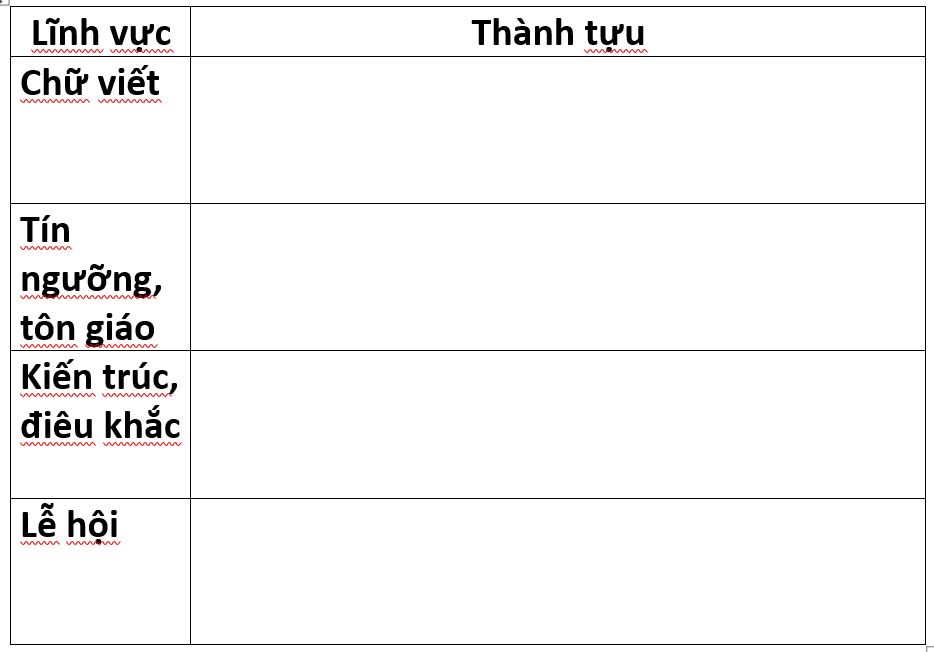 Lĩnh vực
Thành tựu
Chữ viết
Tín
ngưỡng,
tôn giáo
Kiến trúc,
điêu khắc
Lễ hội